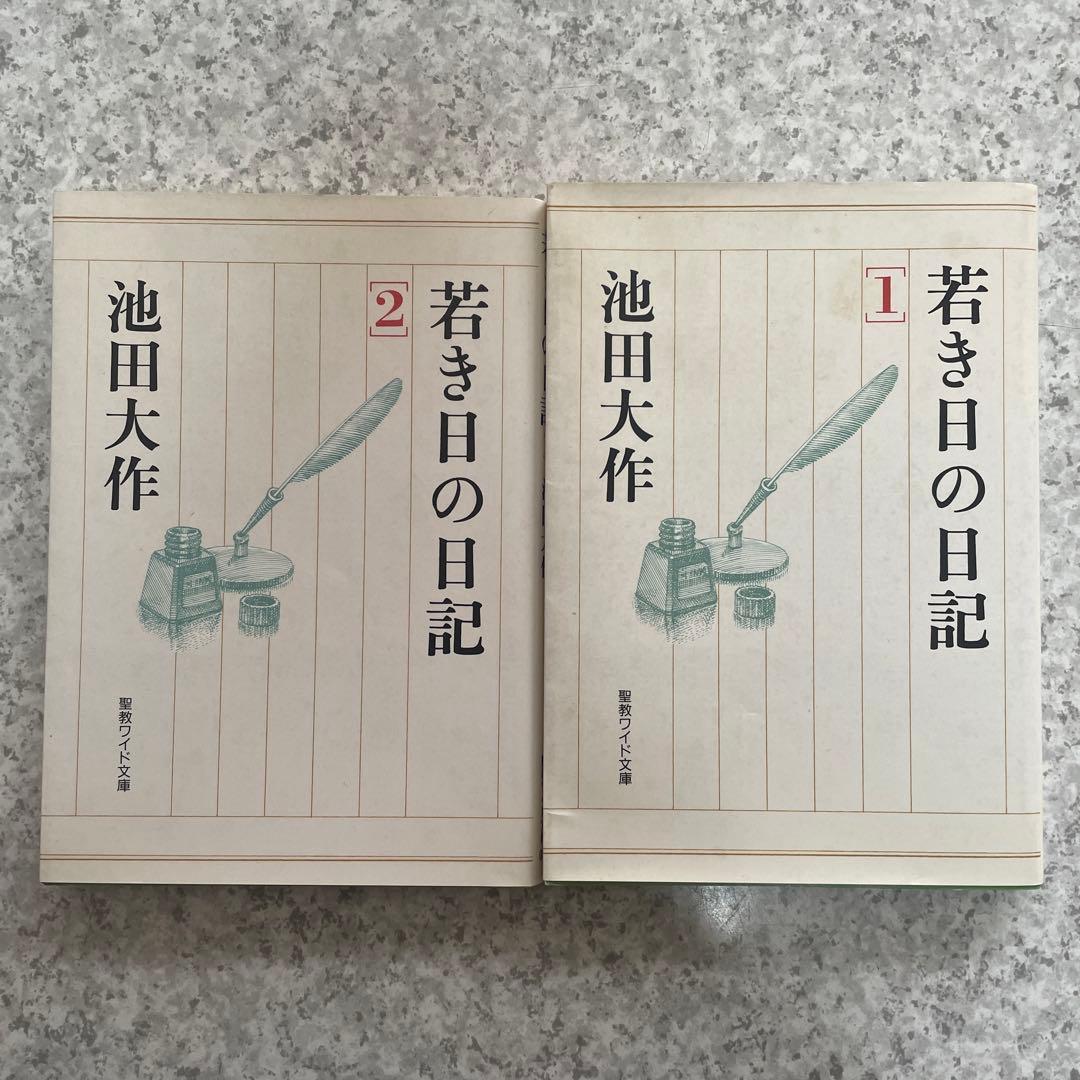 若き日の日記
[1]
池田大作
聖教ワイド文庫
若き日の日記
[2]
池田大作
聖教ワイド文庫